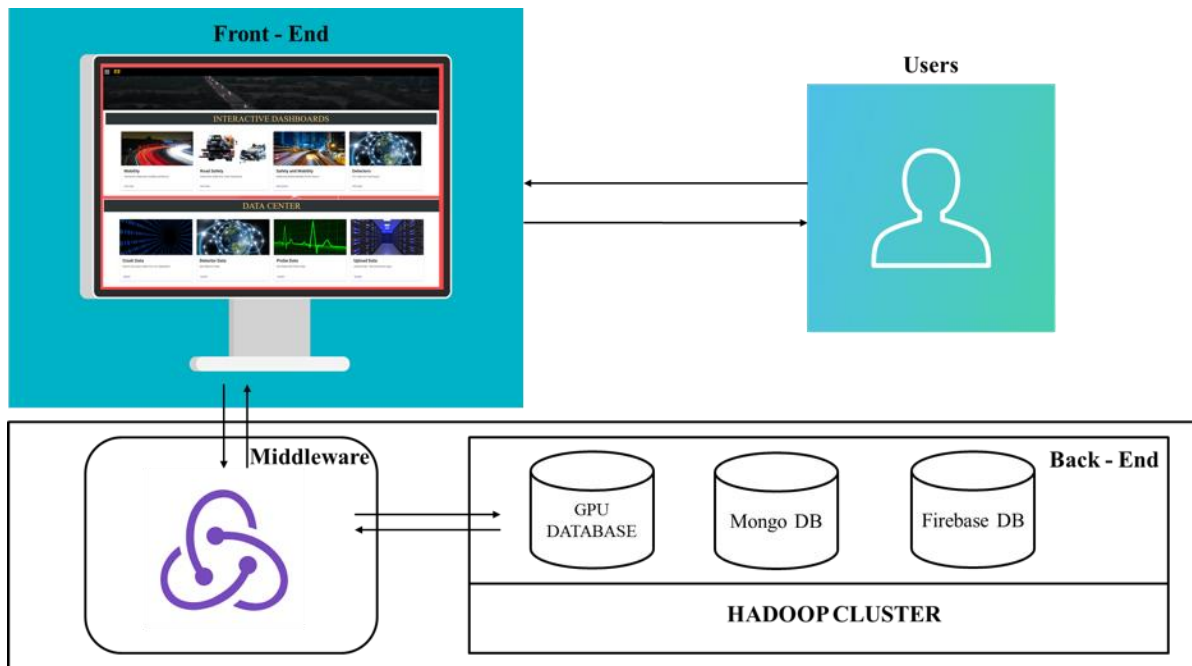 Front - End
Users
INTERACTIVE DASHBOARDS
Mobility
Road Safety
Safety and Mobility
Detectors
DATA CENTER
Crash Data
Detector Data
Probe Data
Upload Data
Middleware
Back - End
GPU
DATABASE
Mongo DB
Firebase DB
HADOOP CLUSTER